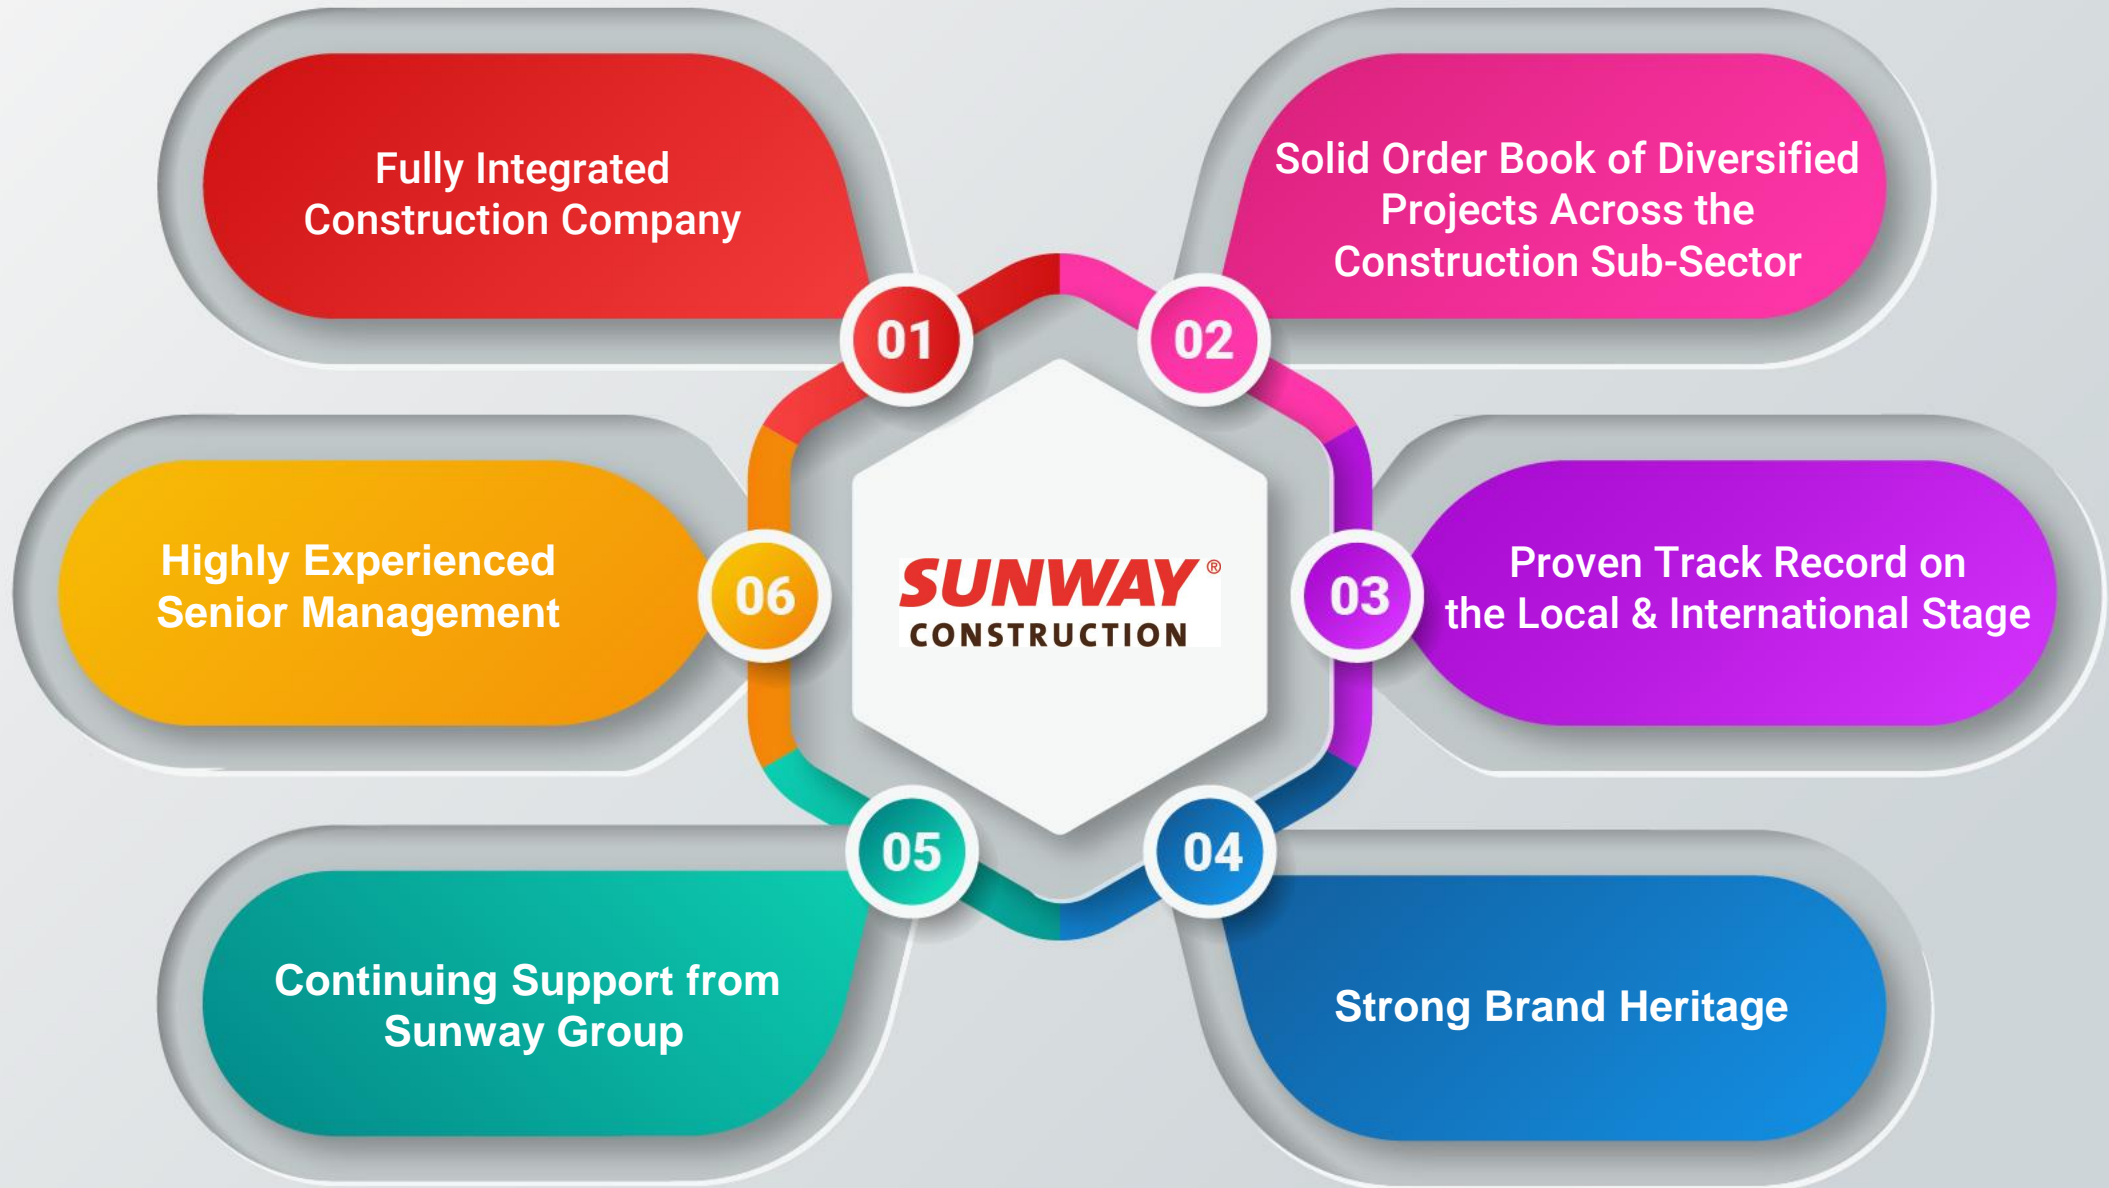 Fully Integrated
Construction Company
01
Solid Order Book of Diversified
Projects Across the
Construction Sub-Sector
02
Proven Track Record on
the Local & International Stage
03
Strong Brand Heritage
04
Continuing Support from
Sunway Group
05
Highly Experienced
Senior Management
06
SUNWAY®
CONSTRUCTION